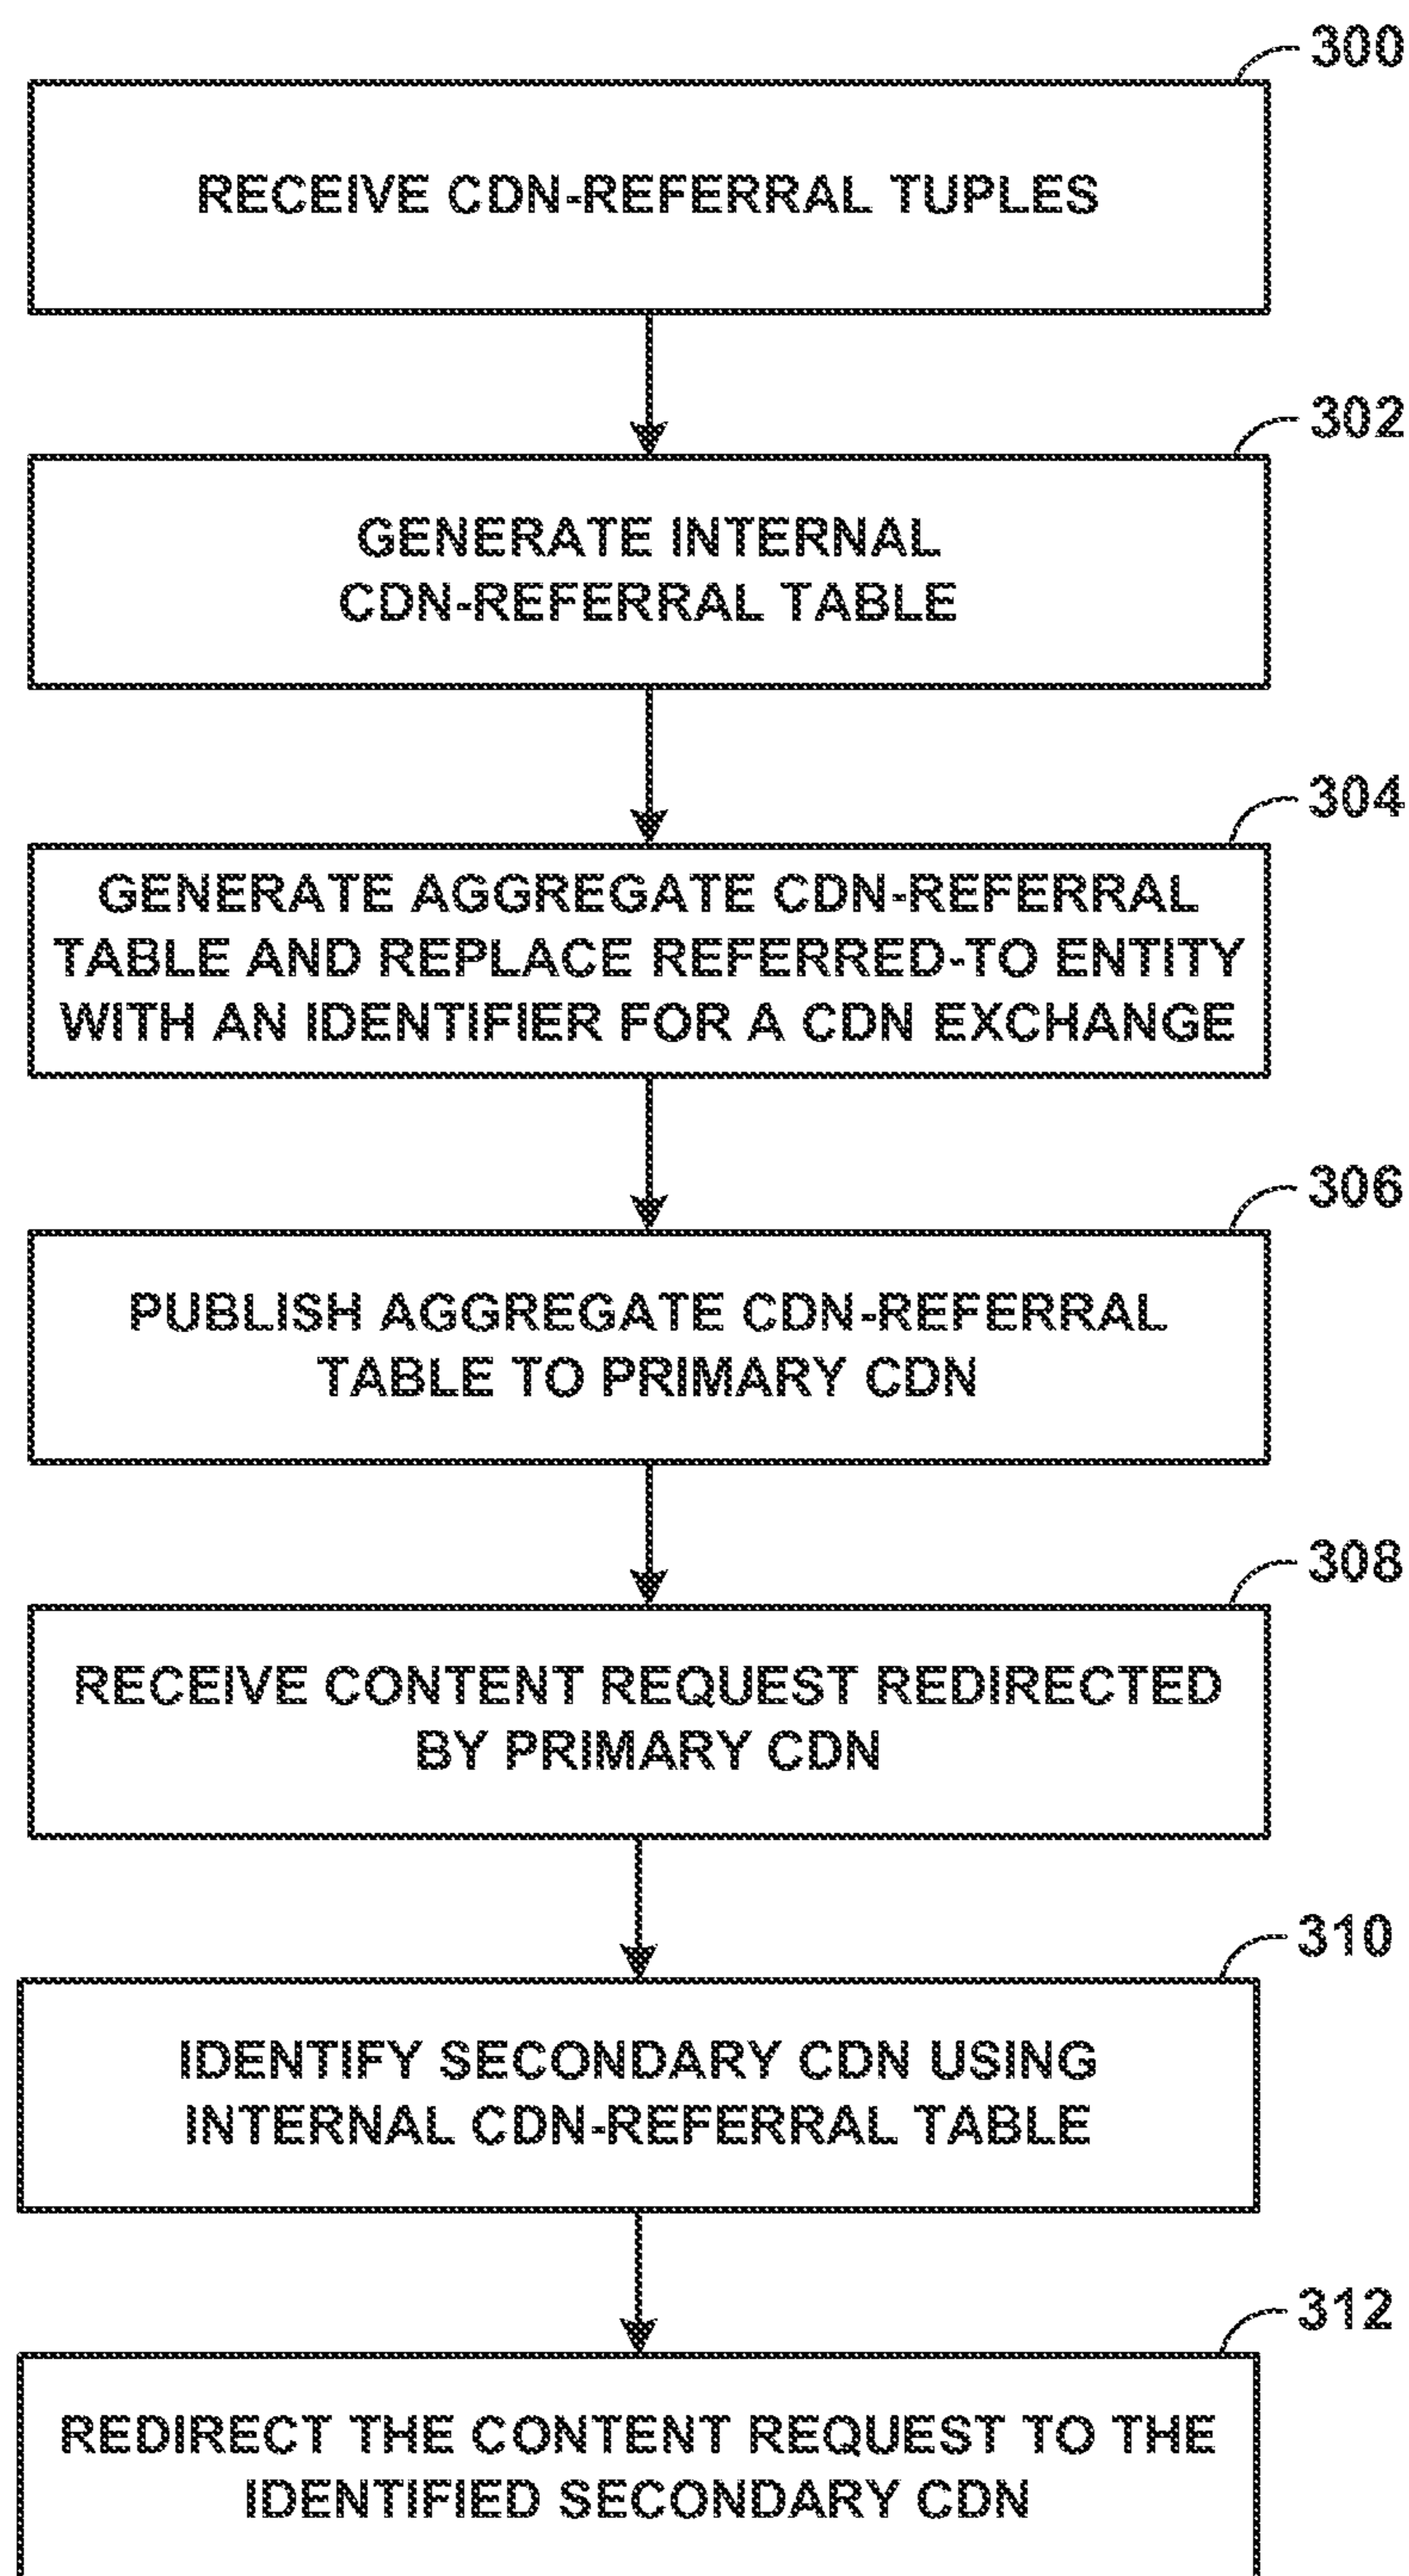 300
RECEIVE CDN-REFERRAL TUPLES
302
GENERATE INTERNAL
CDN-REFERRAL TABLE
304
GENERATE AGGREGATE CDN-REFERRAL
TABLE AND REPLACE REFERRED-TO ENTITY
WITH AN IDENTIFIER FOR A CDN EXCHANGE
306
PUBLISH AGGREGATE CDN-REFERRAL
TABLE TO PRIMARY CDN
308
RECEIVE CONTENT REQUEST REDIRECTED
BY PRIMARY CDN
310
IDENTIFY SECONDARY CDN USING
INTERNAL CDN-REFERRAL TABLE
312
REDIRECT THE CONTENT REQUEST TO THE
IDENTIFIED SECONDARY CDN